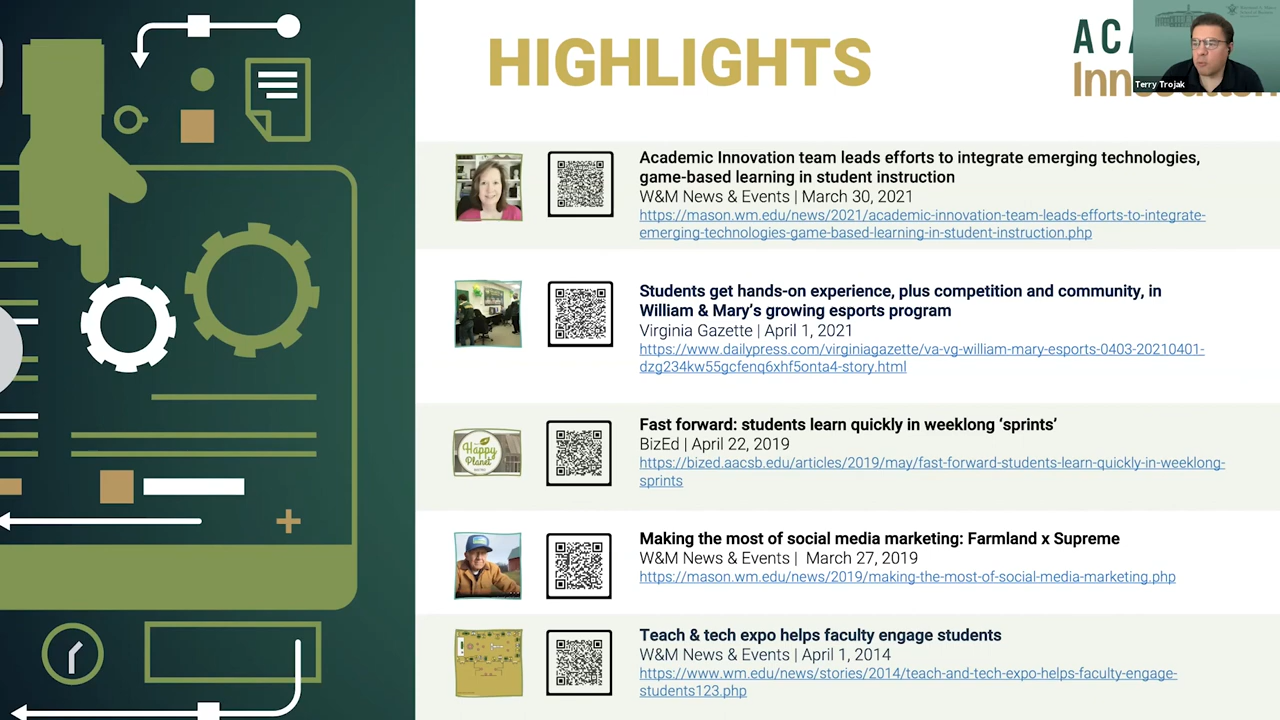 HIGHLIGHTS
Terry Trojak
Academic Innovation team leads efforts to integrate emerging technologies,
game-based learning in student instruction
W&M News & Events | March 30, 2021
https://mason.wm.edu/news/2021/academic-innovation-team-leads-efforts-to-integrate-
emerging-technologies-game-based-learning-in-student-instruction.php
Students get hands-on experience, plus competition and community, in
William & Mary's growing esports program
Virginia Gazette | April 1, 2021
https://www.dailypress.com/virginiagazette/va-vg-william-mary-esports-0403-20210401-
dzg234kw55gcfenq6xhf5onta4-story.html
Happy
Planet
Fast forward: students learn quickly in weeklong ‘sprints’
BizEd | April 22, 2019
https://bized.aacsb.edu/articles/2019/may/fast-forward-students-learn-quickly-in-weeklong-
sprints
Making the most of social media marketing: Farmland x Supreme
W&M News & Events |  March 27, 2019
https://mason.wm.edu/news/2019/making-the-most-of-social-media-marketing.php
Teach & tech expo helps faculty engage students
W&M News & Events | April 1, 2014
https://www.wm.edu/news/stories/2014/teach-and-tech-expo-helps-faculty-engage-
students123.php